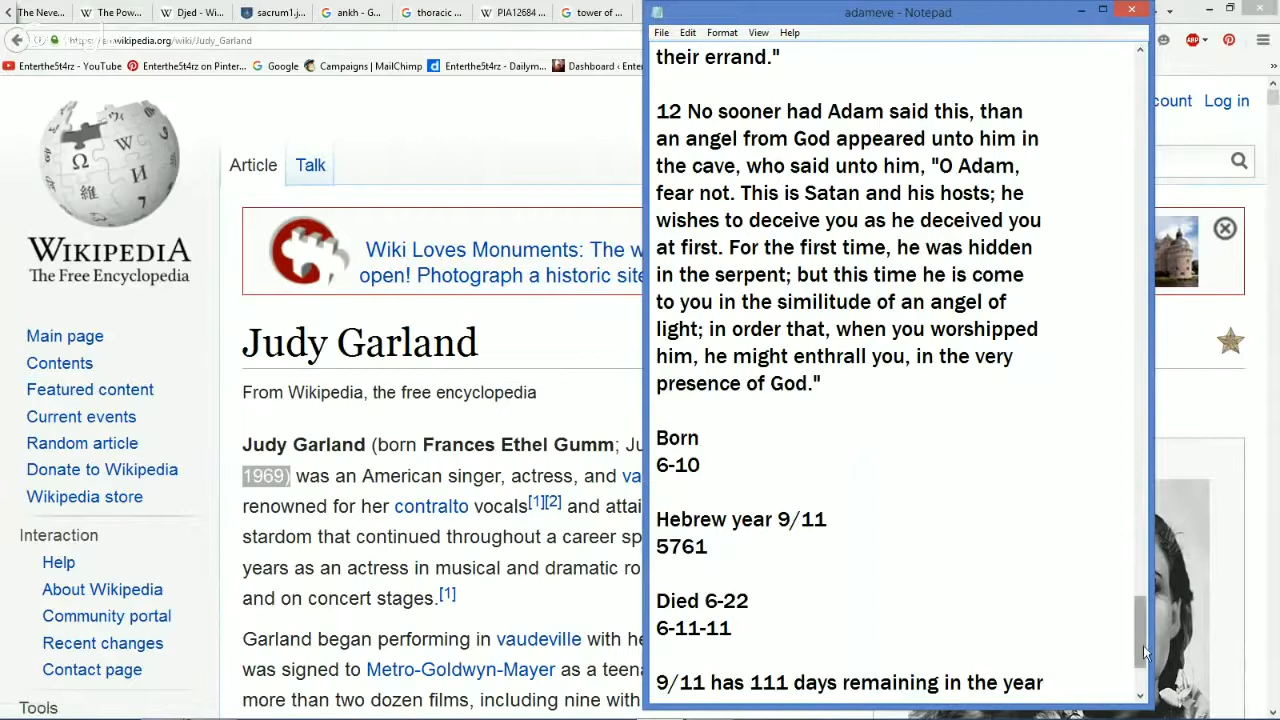 The Neve...
The Pow...
Djed - Wi...
sacrum1.j...
ankh - G...
thoracic ...
PIA12684 ...
tower of ...
wikipedia.org/wiki/Judy_Garland
Enterthe5t4rz - YouTube
Enterthe5t4rz on Pinter...
Google
Campaigns | MailChimp
Enterthe5t4rz - Dailym...
Dashboard ‹ Enter
WIKIPEDIA
The Free Encyclopedia
Main page
Contents
Featured content
Current events
Random article
Donate to Wikipedia
Wikipedia store
Interaction
Help
About Wikipedia
Community portal
Recent changes
Contact page
Tools
Article
Talk
count
Log in
Wiki Loves Monuments: The w
open! Photograph a historic site
Judy Garland
From Wikipedia, the free encyclopedia
Judy Garland (born Frances Ethel Gumm; Ju
1969) was an American singer, actress, and va
renowned for her contralto vocals[1][2] and attai
stardom that continued throughout a career sp
years as an actress in musical and dramatic ro
and on concert stages.[1]
Garland began performing in vaudeville with he
was signed to Metro-Goldwyn-Mayer as a teena
more than two dozen films, including nine with
adameve - Notepad
File Edit Format View Help
their errand."
12 No sooner had Adam said this, than
an angel from God appeared unto him in
the cave, who said unto him, "O Adam,
fear not. This is Satan and his hosts; he
wishes to deceive you as he deceived you
at first. For the first time, he was hidden
in the serpent; but this time he is come
to you in the similitude of an angel of
light; in order that, when you worshipped
him, he might enthrall you, in the very
presence of God."
Born
6-10
Hebrew year 9/11
5761
Died 6-22
6-11-11
9/11 has 111 days remaining in the year